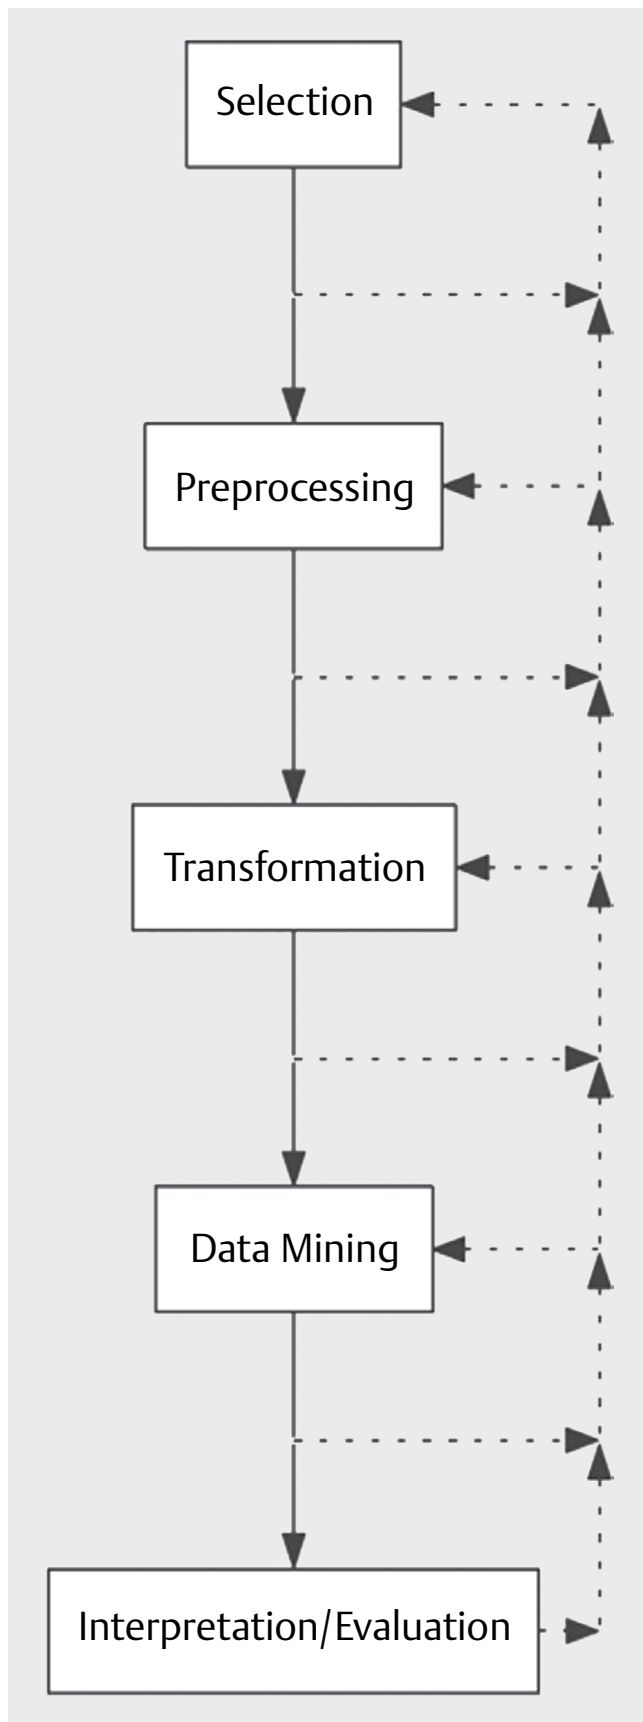 Selection
Preprocessing
Transformation
Data Mining
Interpretation/Evaluation